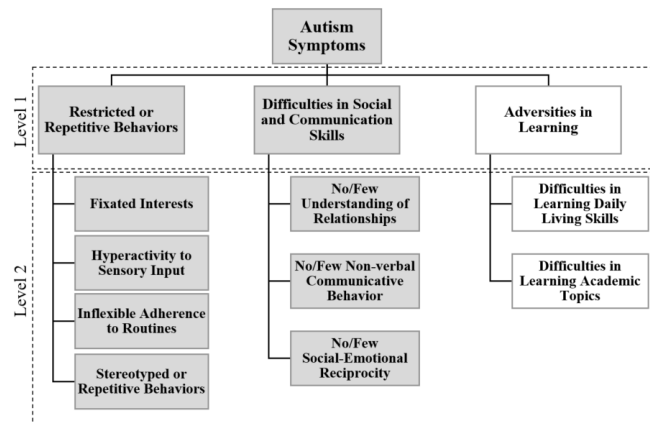 Autism
Symptoms
Level 1
Restricted or
Repetitive Behaviors
Difficulties in Social
and Communication
Skills
Adversities in
Learning
Level 2
Fixated Interests
Hyperactivity to
Sensory Input
Inflexible Adherence
to Routines
Stereotyped or
Repetitive Behaviors
No/Few
Understanding of
Relationships
No/Few Non-verbal
Communicative
Behavior
No/Few
Social-Emotional
Reciprocity
Difficulties in
Learning Daily
Living Skills
Difficulties in
Learning Academic
Topics